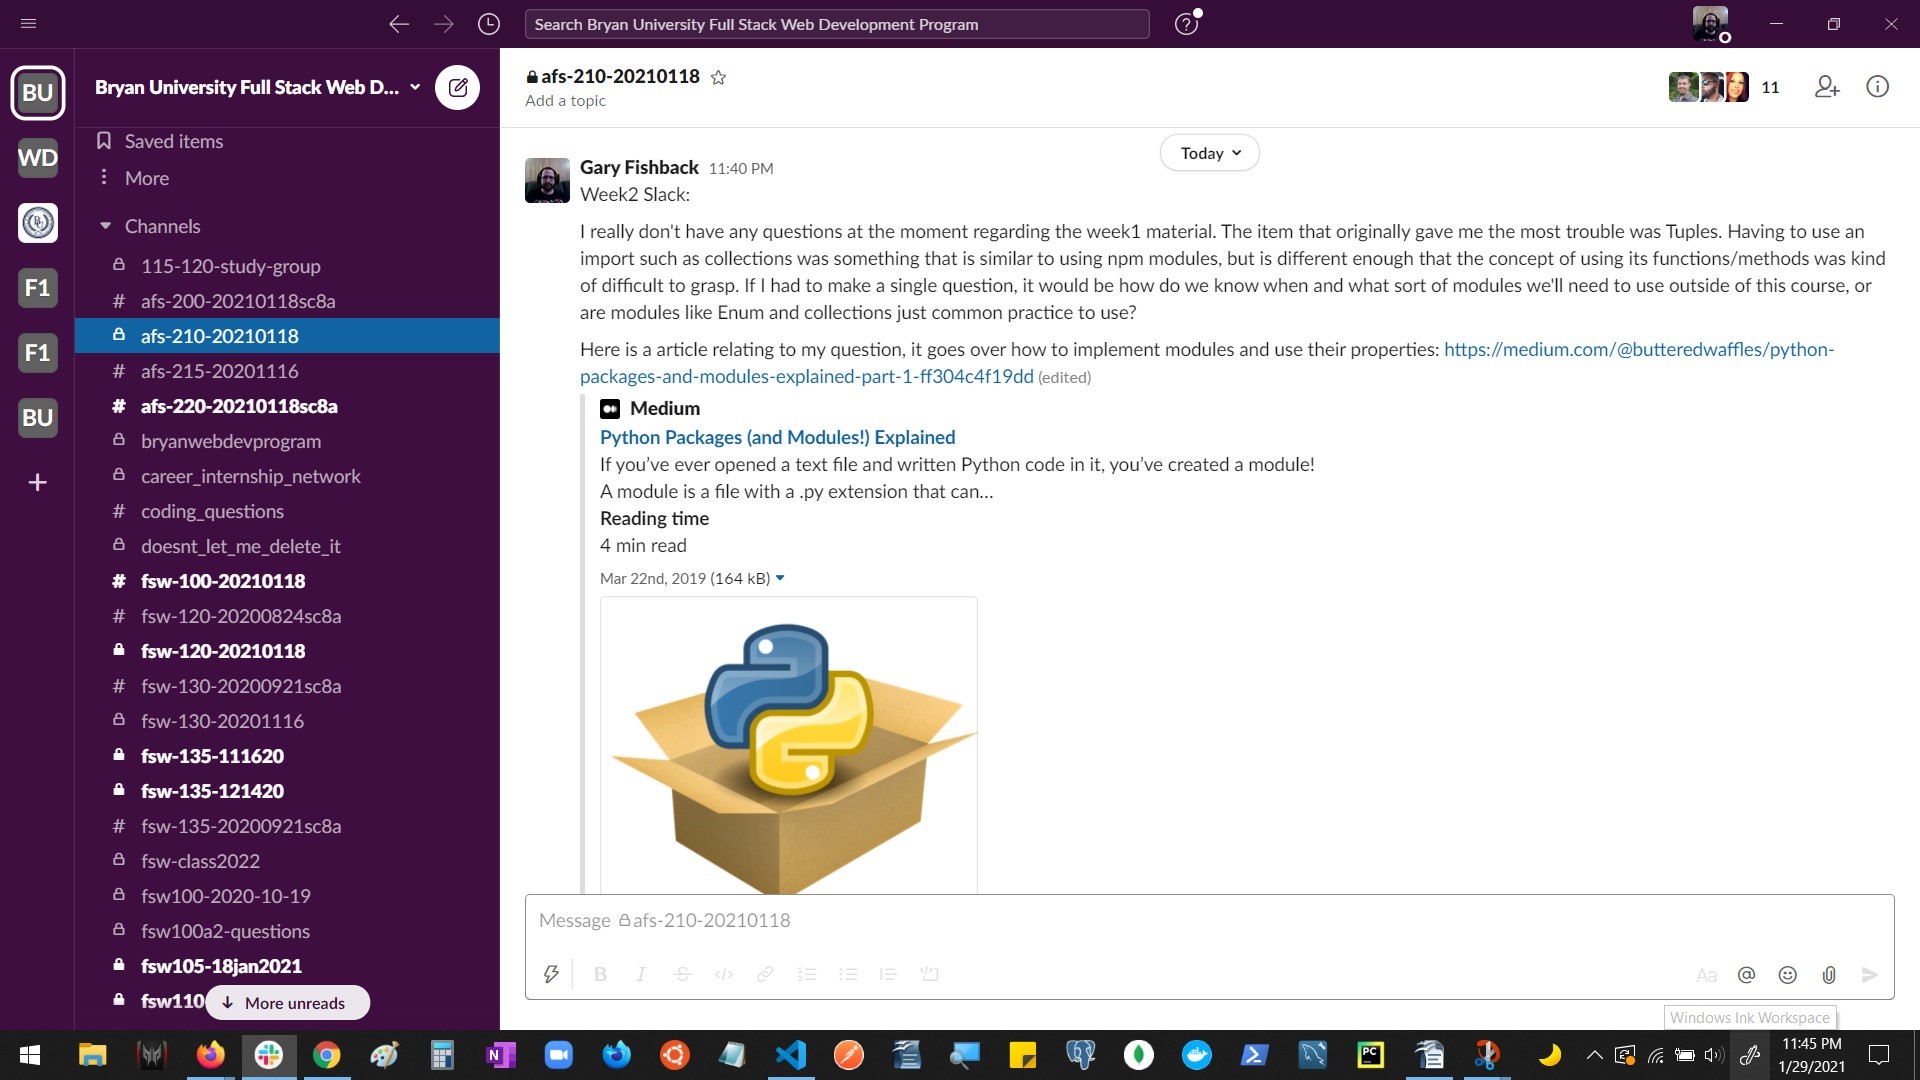 Search Bryan University Full Stack Web Development Program
BU
WD
F1
F1
BU
Bryan University Full Stack Web D...
Saved items
More
Channels
115-120-study-group
# afs-200-20210118sc8a
afs-210-20210118
# afs-215-20201116
# afs-220-20210118sc8a
bryanwebdevprogram
career_internship_network
# coding_questions
doesnt_let_me_delete_it
# fsw-100-20210118
# fsw-120-20200824sc8a
fsw-120-20210118
# fsw-130-20200921sc8a
fsw-130-20201116
fsw-135-111620
fsw-135-121420
# fsw-135-20200921sc8a
fsw-class2022
fsw100-2020-10-19
fsw100a2-questions
fsw105-18jan2021
fsw110
More unreads
afs-210-20210118
Add a topic
11
Today
Gary Fishback 11:40 PM
Week2 Slack:
I really don't have any questions at the moment regarding the week1 material. The item that originally gave me the most trouble was Tuples. Having to use an
import such as collections was something that is similar to using npm modules, but is different enough that the concept of using its functions/methods was kind
of difficult to grasp. If I had to make a single question, it would be how do we know when and what sort of modules we'll need to use outside of this course, or
are modules like Enum and collections just common practice to use?
Here is a article relating to my question, it goes over how to implement modules and use their properties: https://medium.com/@butteredwaffles/python-
packages-and-modules-explained-part-1-ff304c4f19dd (edited)
Medium
Python Packages (and Modules!) Explained
If you've ever opened a text file and written Python code in it, you've created a module!
A module is a file with a .py extension that can...
Reading time
4 min read
Mar 22nd, 2019 (164 kB)
Message afs-210-20210118
B I S </> Aa @
Windows Ink Workspace
N
PC
11:45 PM
1/29/2021